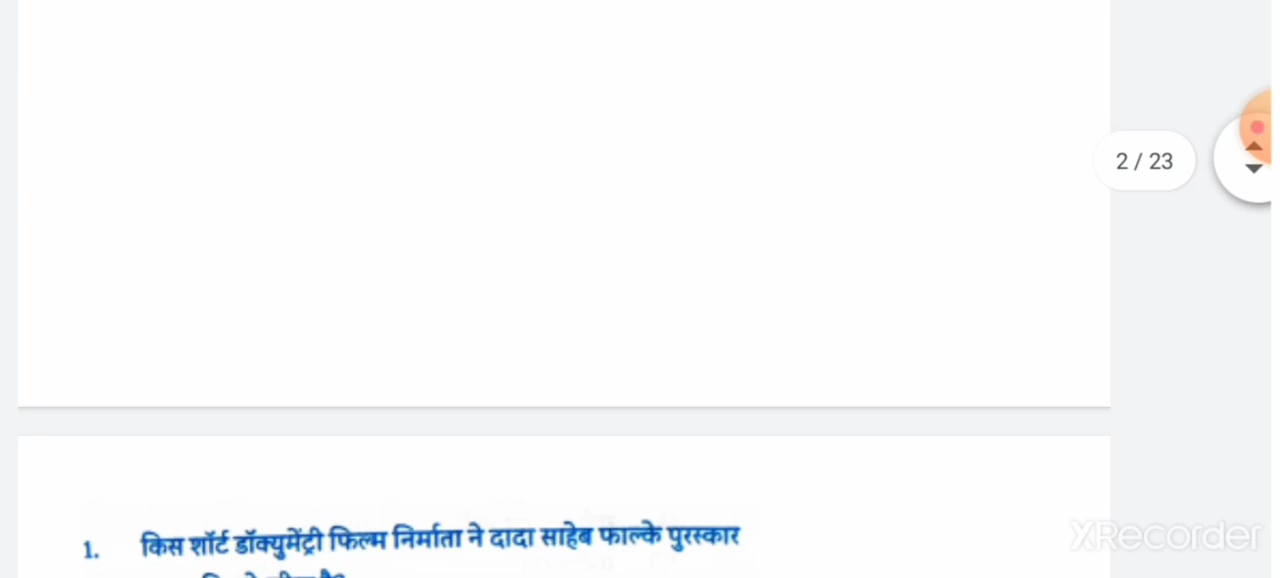 2 / 23
1. किस शॉर्ट डॉक्युमेंट्री फिल्म निर्माता ने दादा साहेब फाल्के पुरस्कार
XRecorder